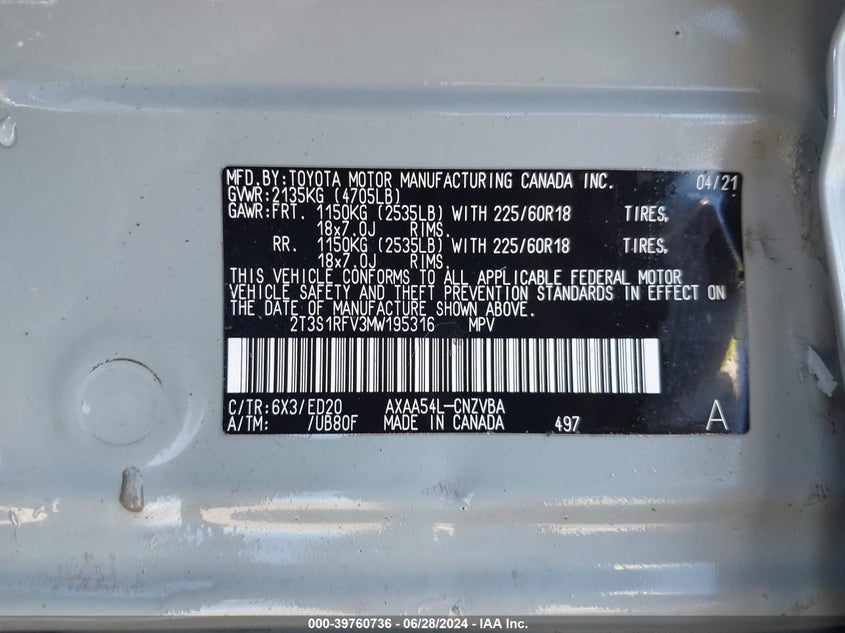 MFD.BY:TOYOTA MOTOR MANUFACTURING CANADA INC. 04/21
GVWR:2135KG (4705LB)
GAWR:FRT. 1150KG (2535LB) WITH 225/60R18 TIRES,
18x7.0J RIMS.
RR. 1150KG (2535LB) WITH 225/60R18 TIRES,
18x7.0J RIMS.
THIS VEHICLE CONFORMS TO ALL APPLICABLE FEDERAL MOTOR
VEHICLE SAFETY AND THEFT PREVENTION STANDARDS IN EFFECT ON
THE DATE OF MANUFACTURE SHOWN ABOVE.
2T3S1RFV3MW195316 MPV
C/TR:6X3/ED20 AXAA54L-CNZVBA
A/TM: /UB80F MADE IN CANADA 497 A
000-39760736 - 06/28/2024 - IAA Inc.